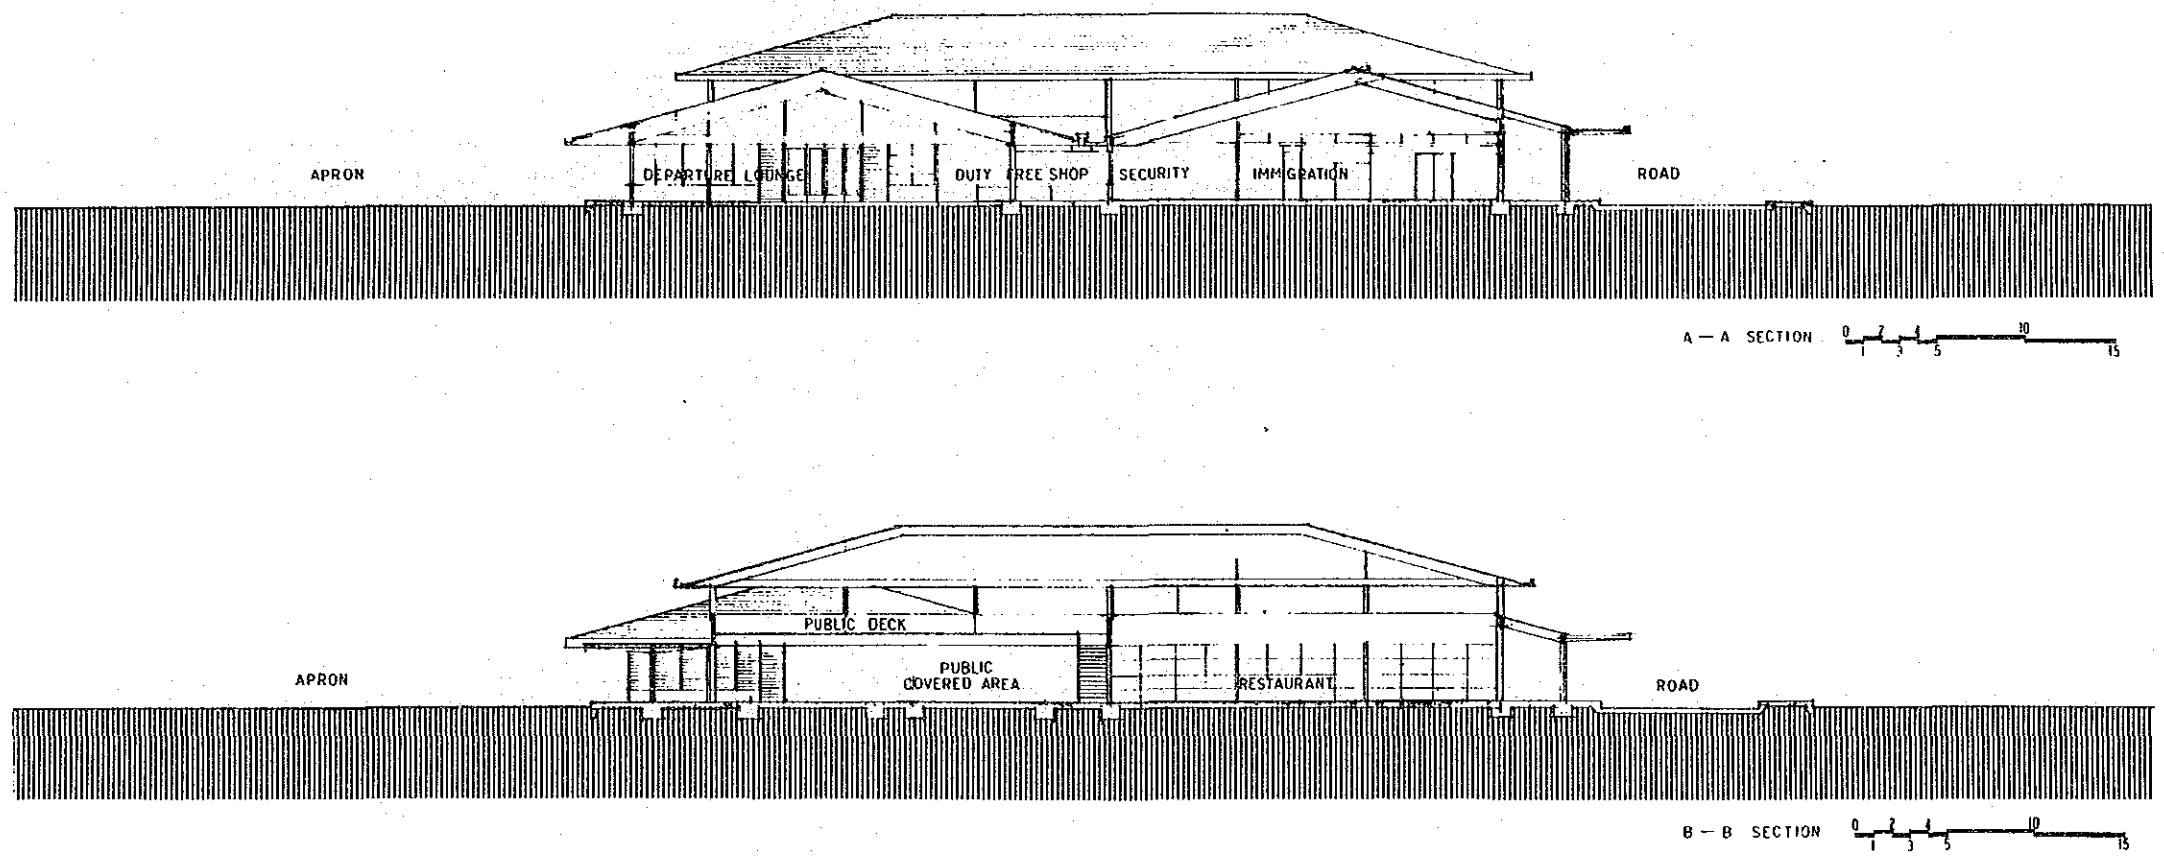 APRON
DEPARTURE LOUNGE
DUTY FREE SHOP
SECURITY
IMMIGRATION
ROAD
A — A SECTION
0 2 4 10
1 3 5 15
PUBLIC DECK
APRON
PUBLIC
COVERED AREA
RESTAURANT
ROAD
B — B SECTION
0 2 4 10
1 3 5 15